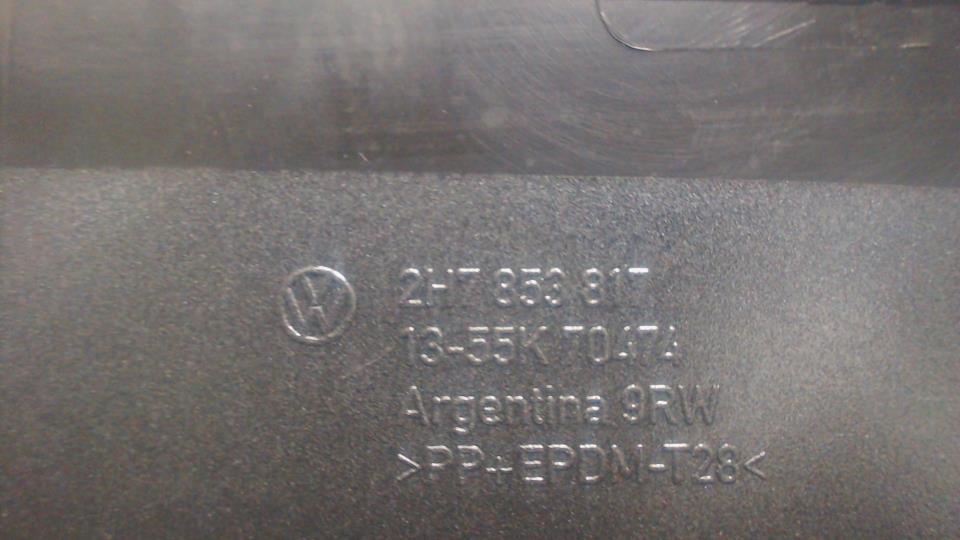 2H7 853 817
13-55K 70474
Argentina 9RW
>PP+EPDM-T28<